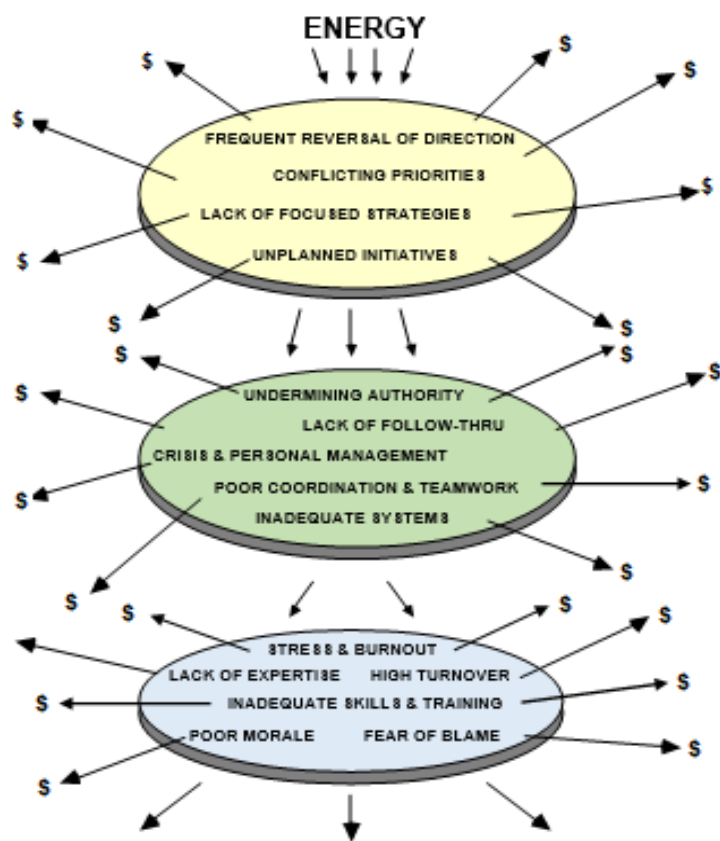 ENERGY
$ $
$
$
FREQUENT REVERSAL OF DIRECTION
CONFLICTING PRIORITIES
$
LACK OF FOCUSED STRATEGIES
UNPLANNED INITIATIVES
$
$ $
$ $
$
UNDERMINING AUTHORITY
$
LACK OF FOLLOW-THRU
CRISIS & PERSONAL MANAGEMENT
POOR COORDINATION & TEAMWORK $
$
INADEQUATE SYSTEMS
$
$
$ $
$
STRESS & BURNOUT
LACK OF EXPERTISE HIGH TURNOVER
$
$ INADEQUATE SKILLS & TRAINING
POOR MORALE FEAR OF BLAME
$
$